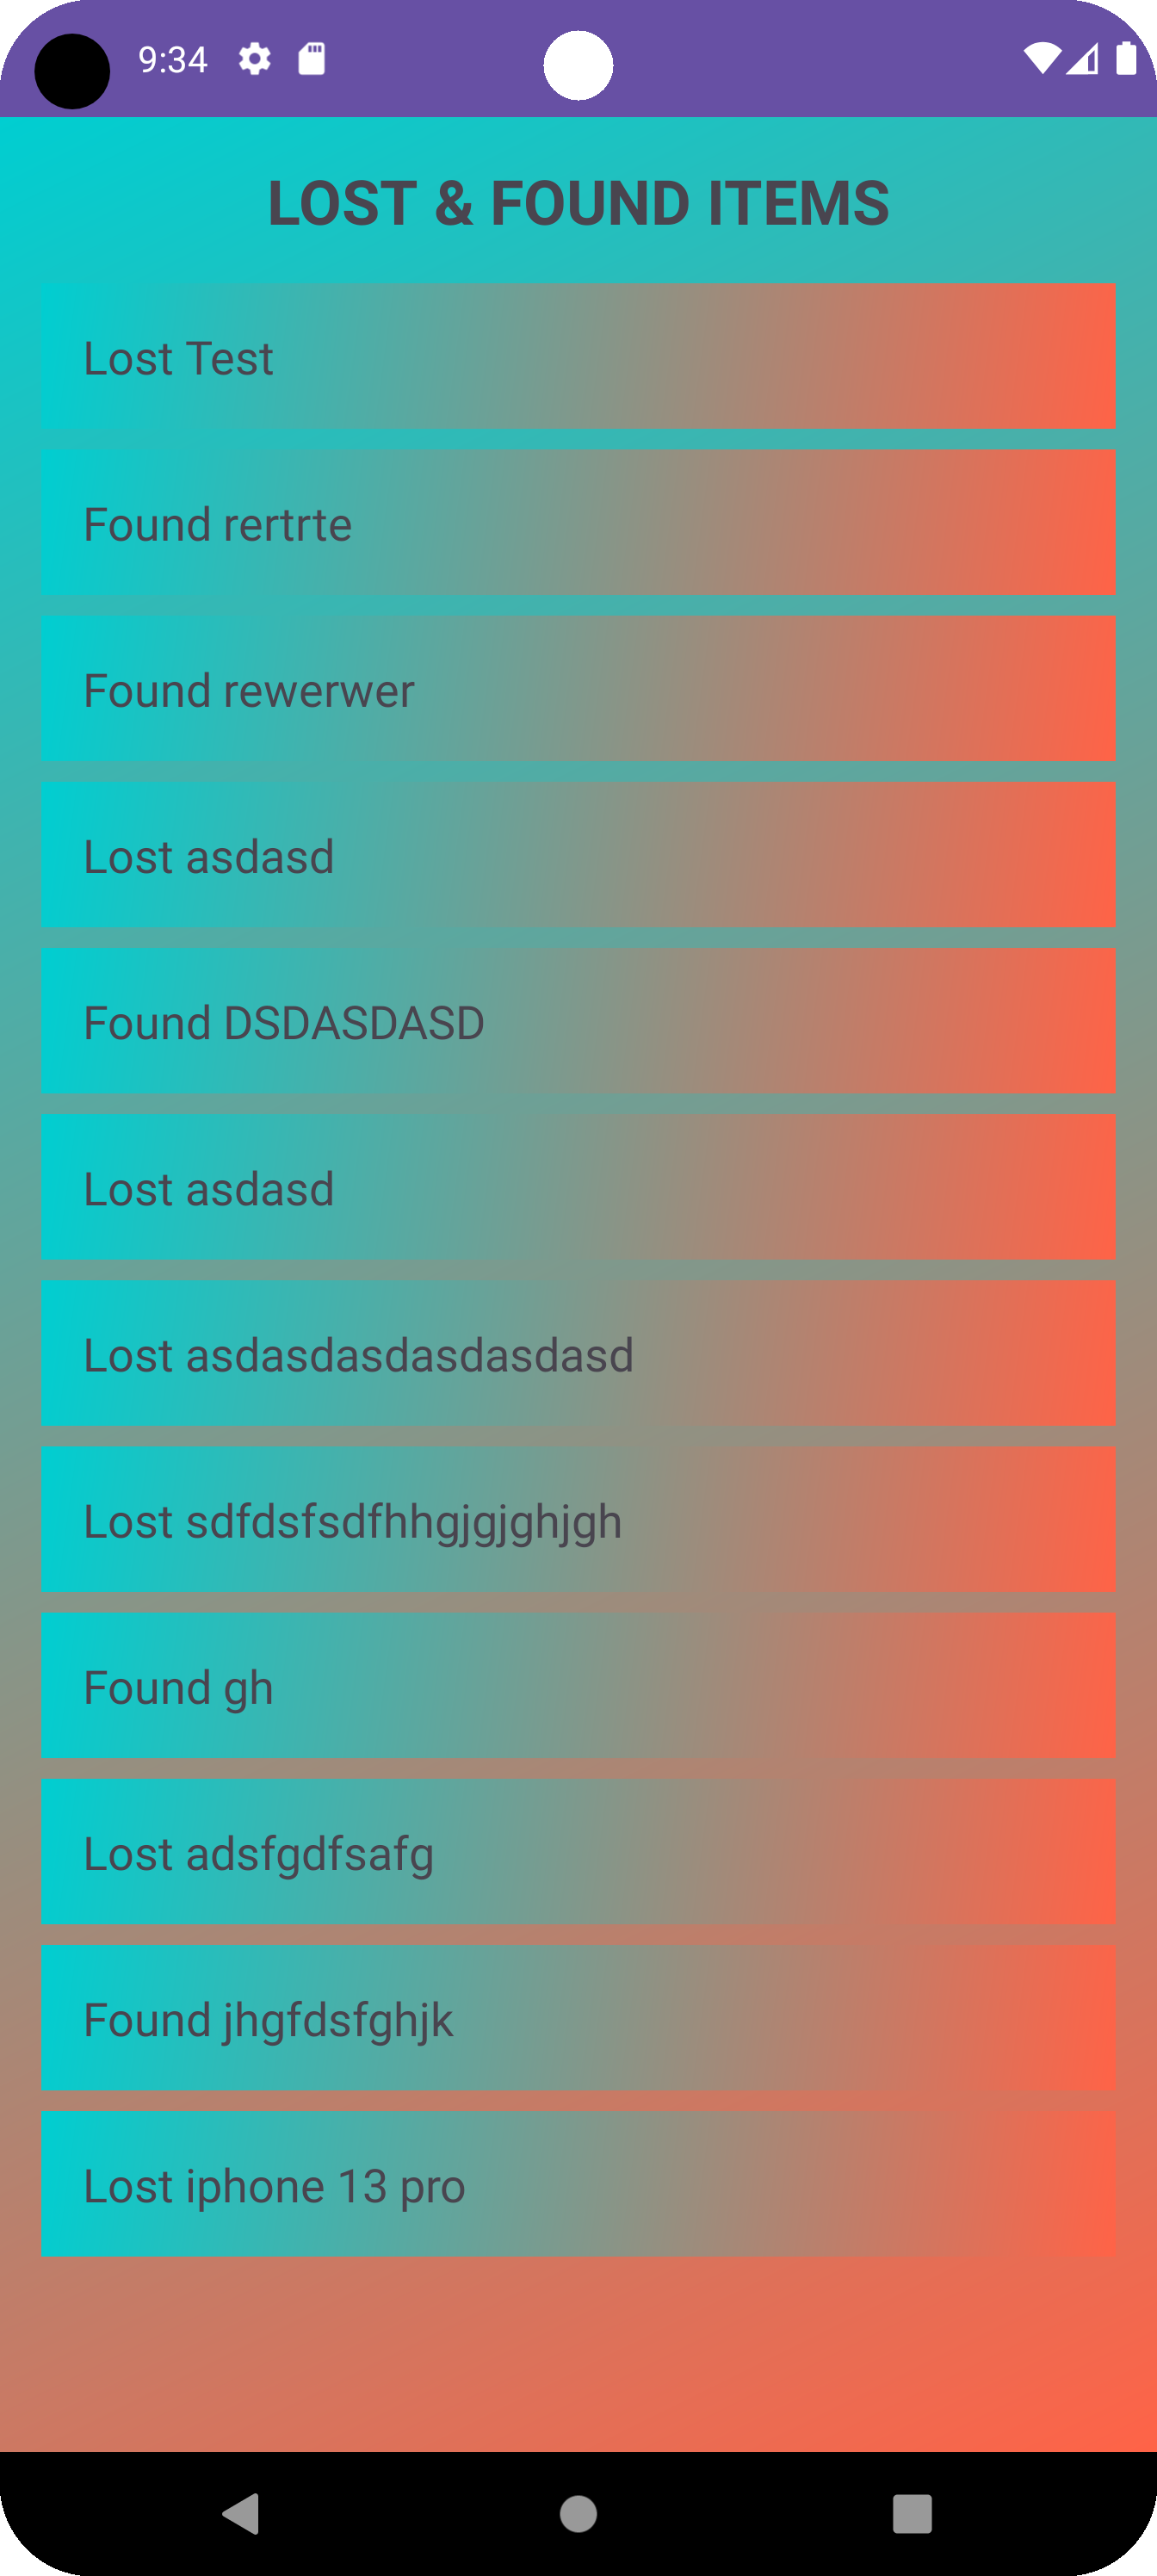 9:34
LOST & FOUND ITEMS
Lost Test
Found rertrte
Found rewerwer
Lost asdasd
Found DSDASDASD
Lost asdasd
Lost asdasdasdasdasdasd
Lost sdfdsfsdfhhgjgjghjgh
Found gh
Lost adsfgdfsafg
Found jhgfdsfghjk
Lost iphone 13 pro